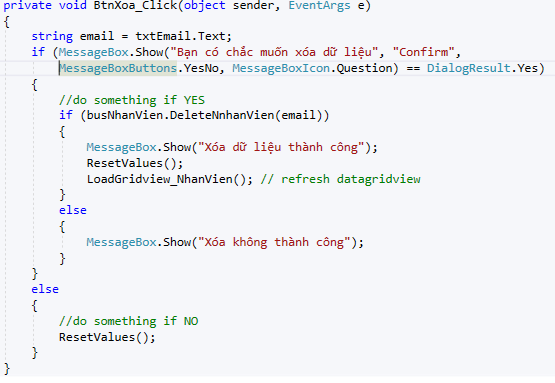 private void BtnXoa_Click(object sender, EventArgs e)
{
string email = txtEmail.Text;
if (MessageBox.Show("Bạn có chắc muốn xóa dữ liệu", "Confirm",
MessageBoxButtons.YesNo, MessageBoxIcon.Question) == DialogResult.Yes)
{
//do something if YES
if (busNhanVien.DeleteNnhanVien(email))
{
MessageBox.Show("Xóa dữ liệu thành công");
ResetValues();
LoadGridview_NhanVien(); // refresh datagridview
}
else
{
MessageBox.Show("Xóa không thành công");
}
}
else
{
//do something if NO
ResetValues();
}
}